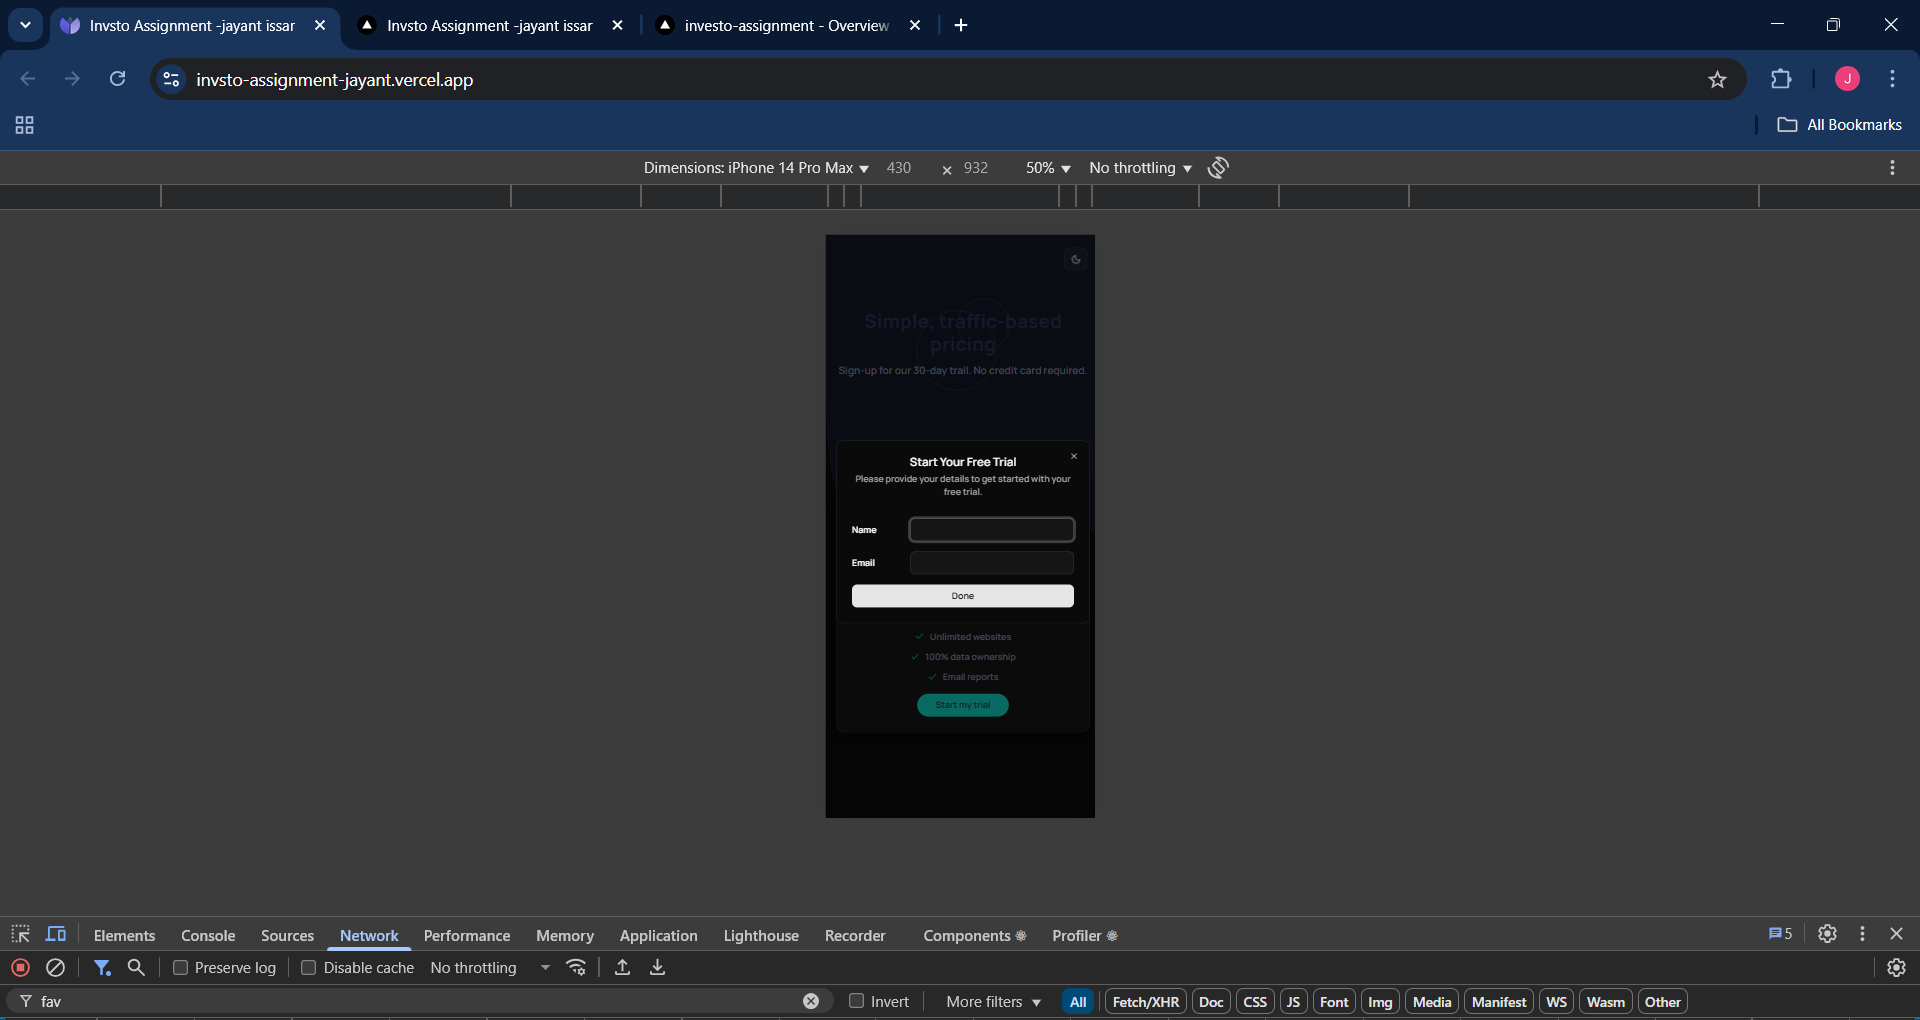 Invsto Assignment -jayant issar
Invsto Assignment -jayant issar
investo-assignment - Overview
invsto-assignment-jayant.vercel.app
J
All Bookmarks
Dimensions: iPhone 14 Pro Max 430 × 932 50% No throttling
Simple, traffic-based
pricing
Sign-up for our 30-day trail. No credit card required.
Start Your Free Trial
Please provide your details to get started with your
free trial.
Name
Email
Done
Unlimited websites
100% data ownership
Email reports
Start my trial
Elements Console Sources Network Performance Memory Application Lighthouse Recorder Components Profiler 5
Preserve log Disable cache No throttling
fav Invert More filters All Fetch/XHR Doc CSS JS Font Img Media Manifest WS Wasm Other